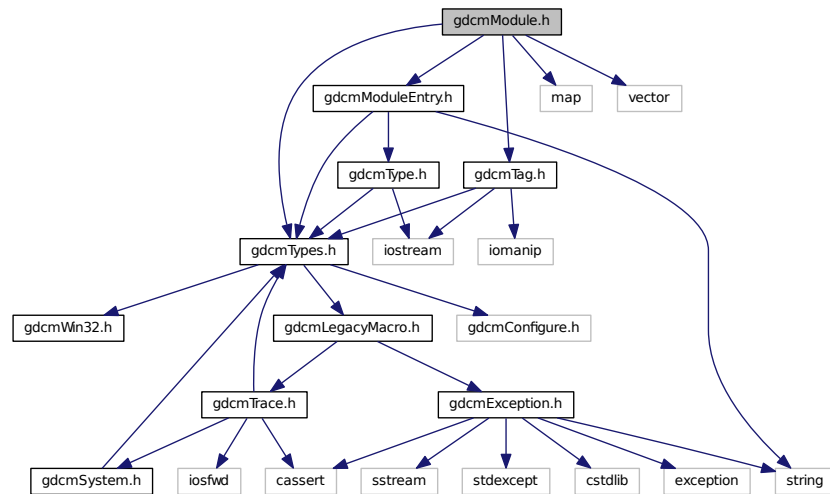 gdcmModule.h
gdcmModuleEntry.h
map
vector
gdcmType.h
gdcmTag.h
gdcmTypes.h
iostream
iomanip
gdcmWin32.h
gdcmLegacyMacro.h
gdcmConfigure.h
gdcmTrace.h
gdcmException.h
gdcmSystem.h
iosfwd
cassert
sstream
stdexcept
cstdlib
exception
string